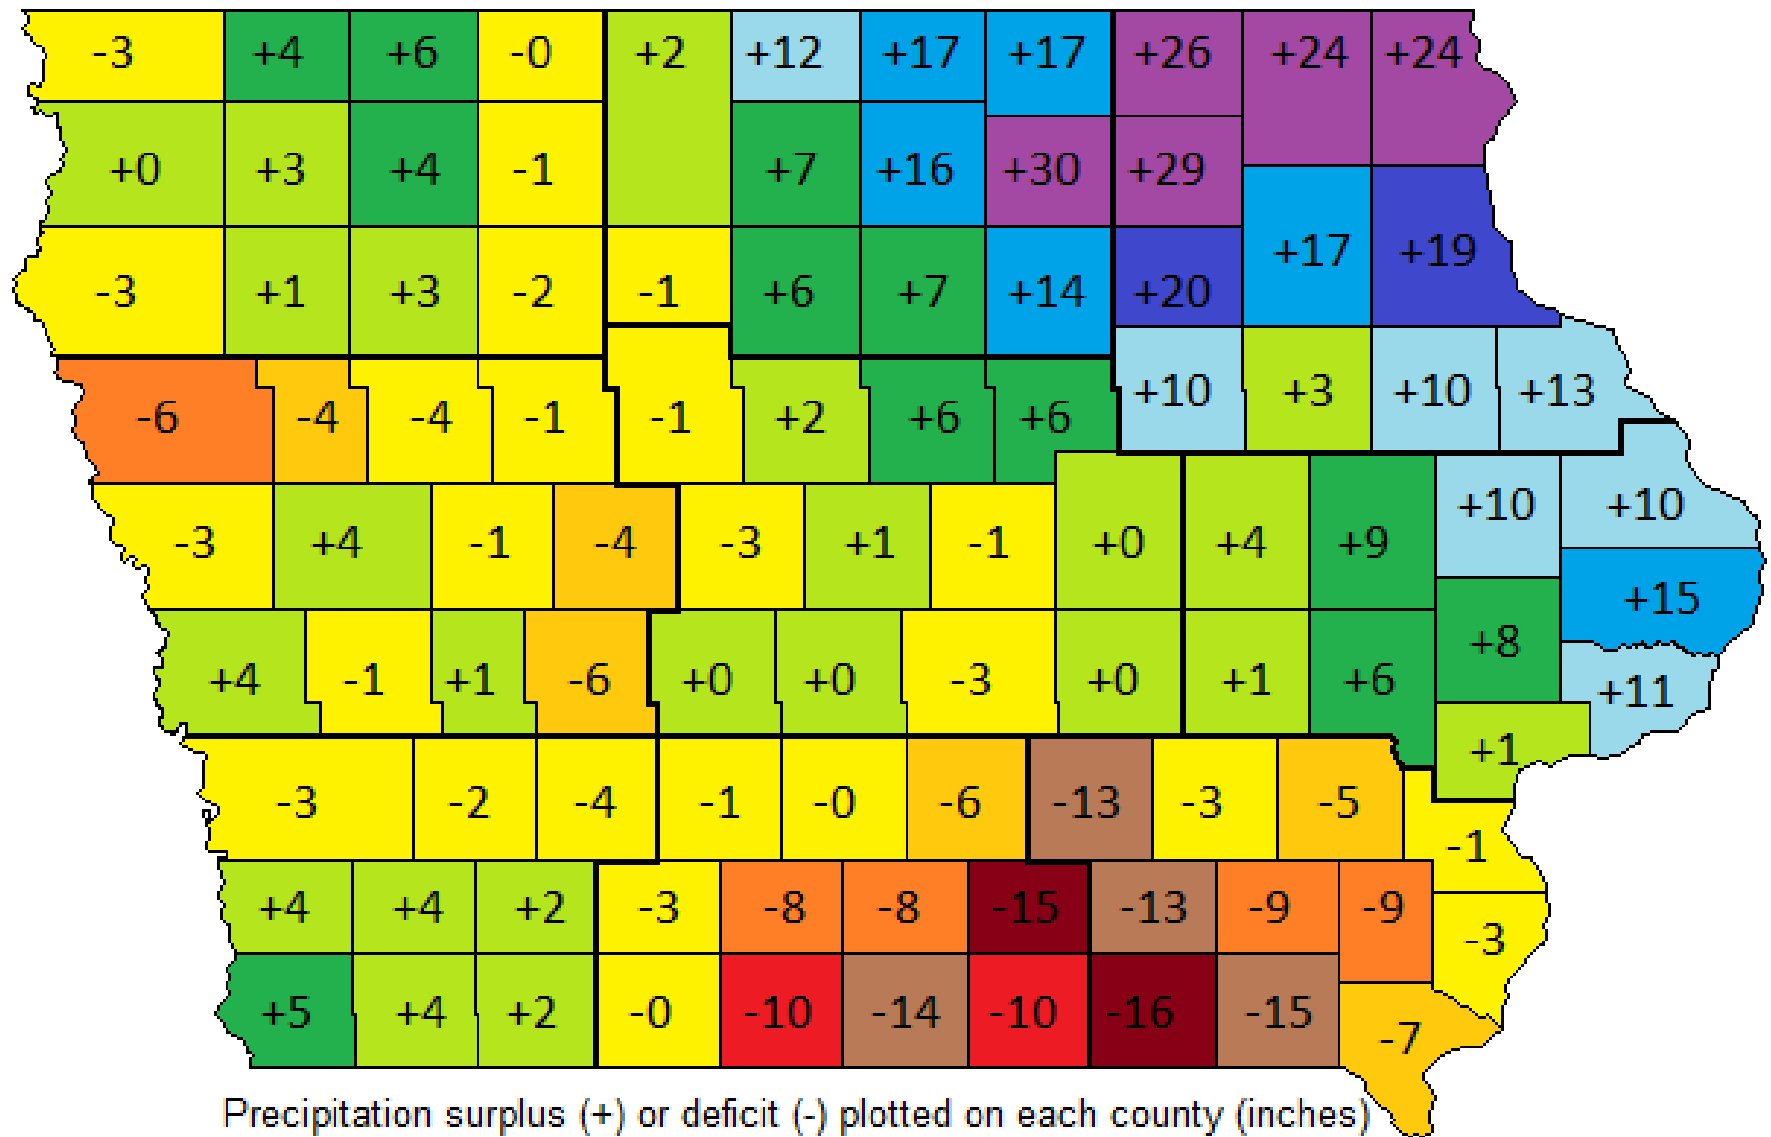 -3 +4 +6 -0 +2 +12 +17 +17 +26 +24 +24
+0 +3 +4 -1 +7 +16 +30 +29
+17 +19
-3 +1 +3 -2 -1 +6 +7 +14 +20
-6 -4 -4 -1 -1 +2 +6 +6 +10 +3 +10 +13
+10 +10
-3 +4 -1 -4 -3 +1 -1 +0 +4 +9
+15
+8
+4 -1 +1 -6 +0 +0 -3 +0 +1 +6 +11
+1
-3 -2 -4 -1 -0 -6 -13 -3 -5
-1
+4 +4 +2 -3 -8 -8 -15 -13 -9 -9
-3
+5 +4 +2 -0 -10 -14 -10 -16 -15
-7
Precipitation surplus (+) or deficit (-) plotted on each county (inches)